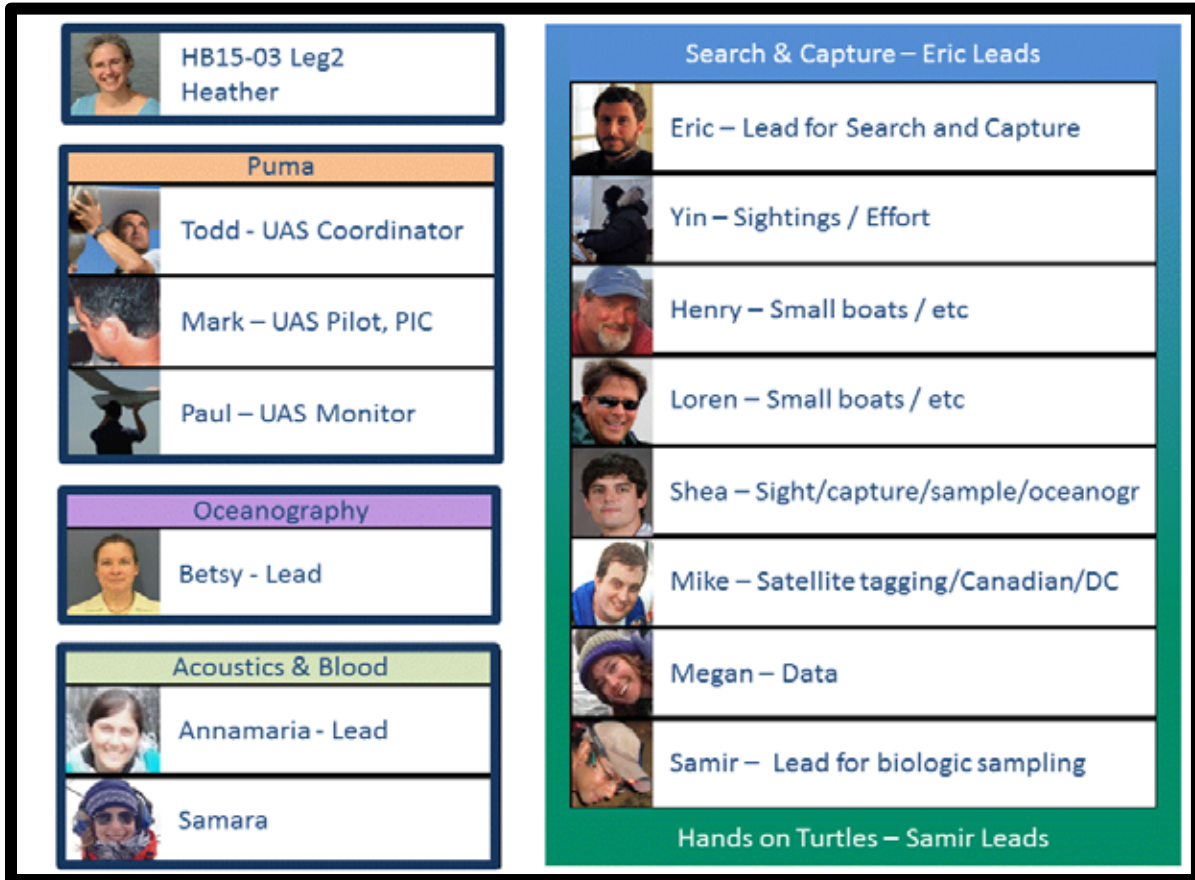 HB15-03 Leg2
Heather
Puma
Todd - UAS Coordinator
Mark – UAS Pilot, PIC
Paul – UAS Monitor
Oceanography
Betsy - Lead
Acoustics & Blood
Annamaria - Lead
Samara
Search & Capture – Eric Leads
Eric – Lead for Search and Capture
Yin – Sightings / Effort
Henry – Small boats / etc
Loren – Small boats / etc
Shea – Sight/capture/sample/oceanogr
Mike – Satellite tagging/Canadian/DC
Megan – Data
Samir – Lead for biologic sampling
Hands on Turtles – Samir Leads